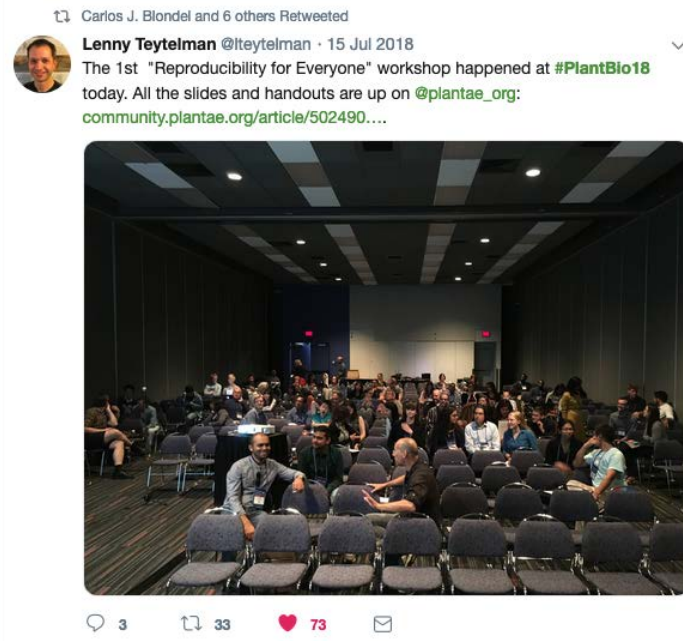 Carlos J. Blondel and 6 others Retweeted
Lenny Teytelman @lteytelman · 15 Jul 2018
The 1st "Reproducibility for Everyone" workshop happened at #PlantBio18
today. All the slides and handouts are up on @plantae_org:
community.plantae.org/article/502490….
3 33 73